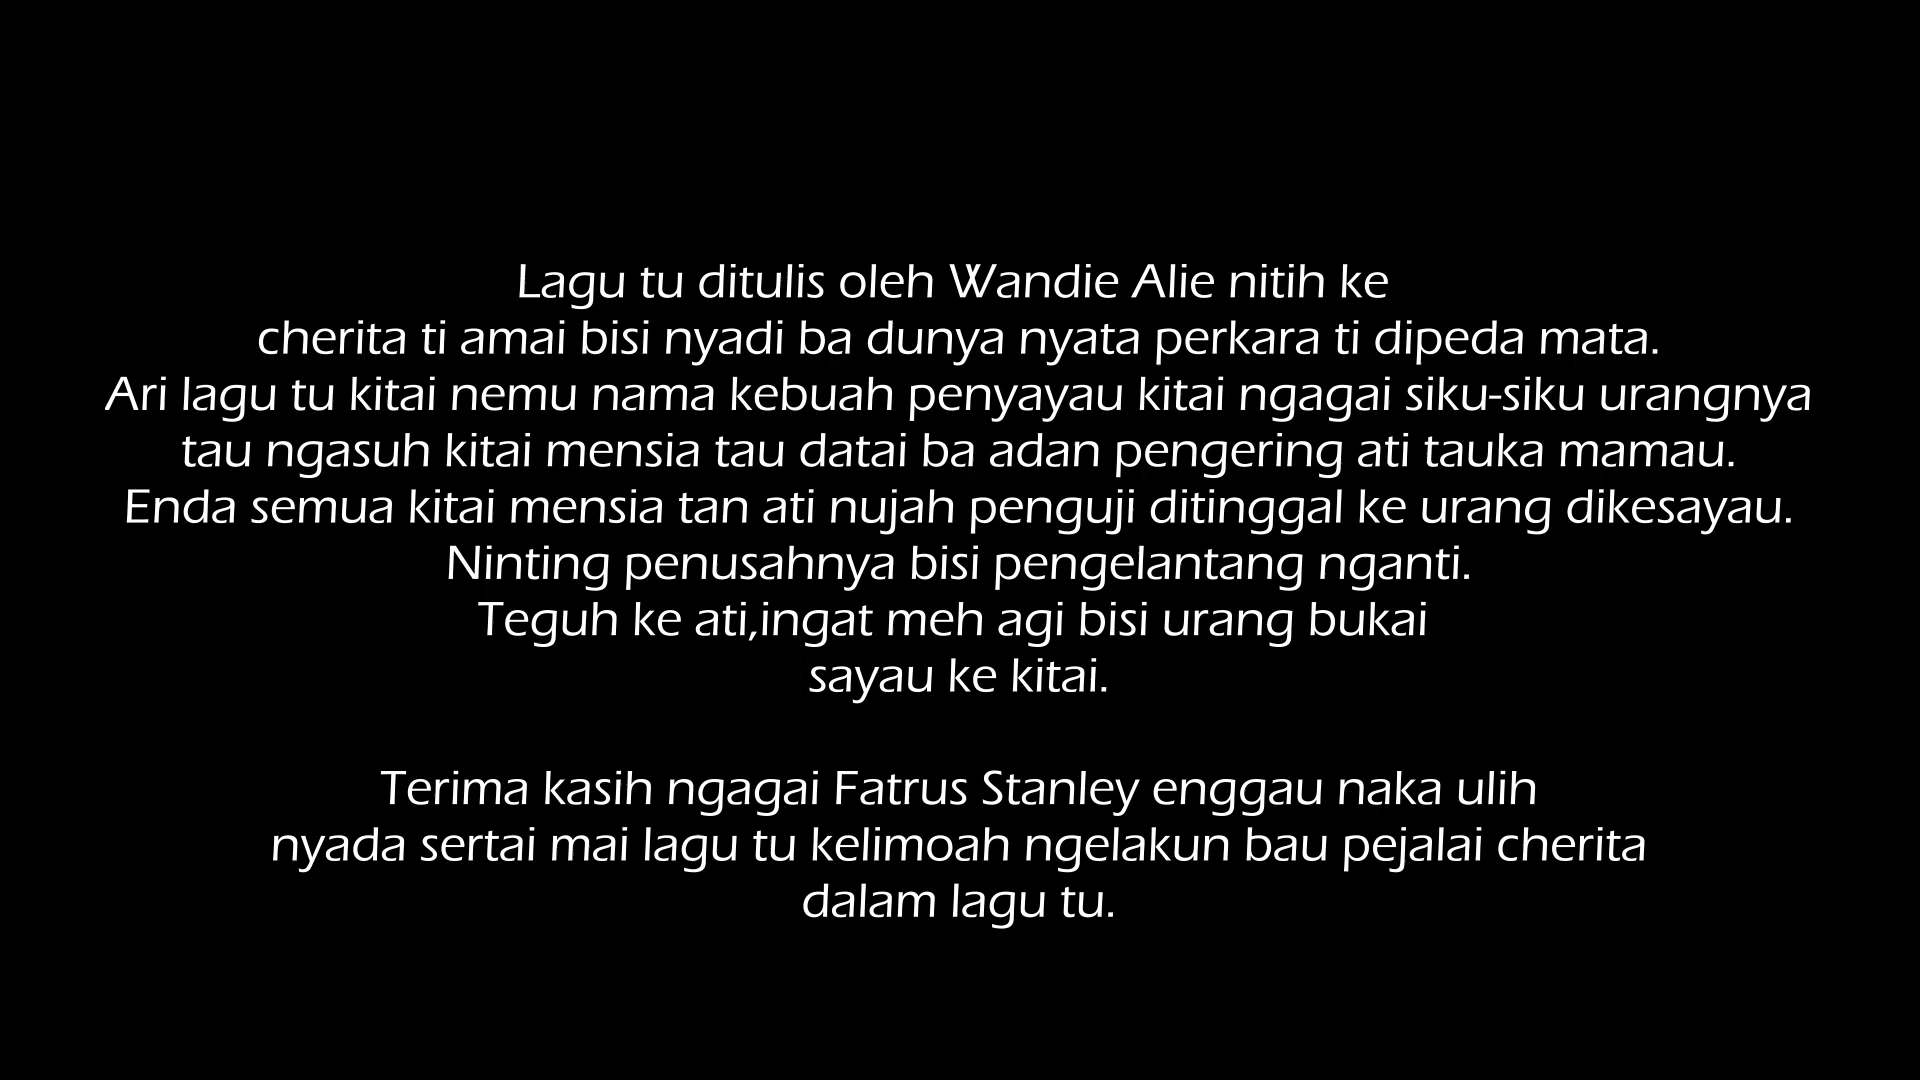 Lagu tu ditulis oleh Wandie Alie nitih ke
cherita ti amai bisi nyadi ba dunya nyata perkara ti dipeda mata.
Ari lagu tu kitai nemu nama kebuah penyayau kitai ngagai siku-siku urangnya
tau ngasuh kitai mensia tau datai ba adan pengering ati tauka mamau.
Enda semua kitai mensia tan ati nujah penguji ditinggal ke urang dikesayau.
Ninting penusahnya bisi pengelantang nganti.
Teguh ke ati,ingat meh agi bisi urang bukai
sayau ke kitai.
Terima kasih ngagai Fatrus Stanley enggau naka ulih
nyada sertai mai lagu tu kelimoah ngelakun bau pejalai cherita
dalam lagu tu.